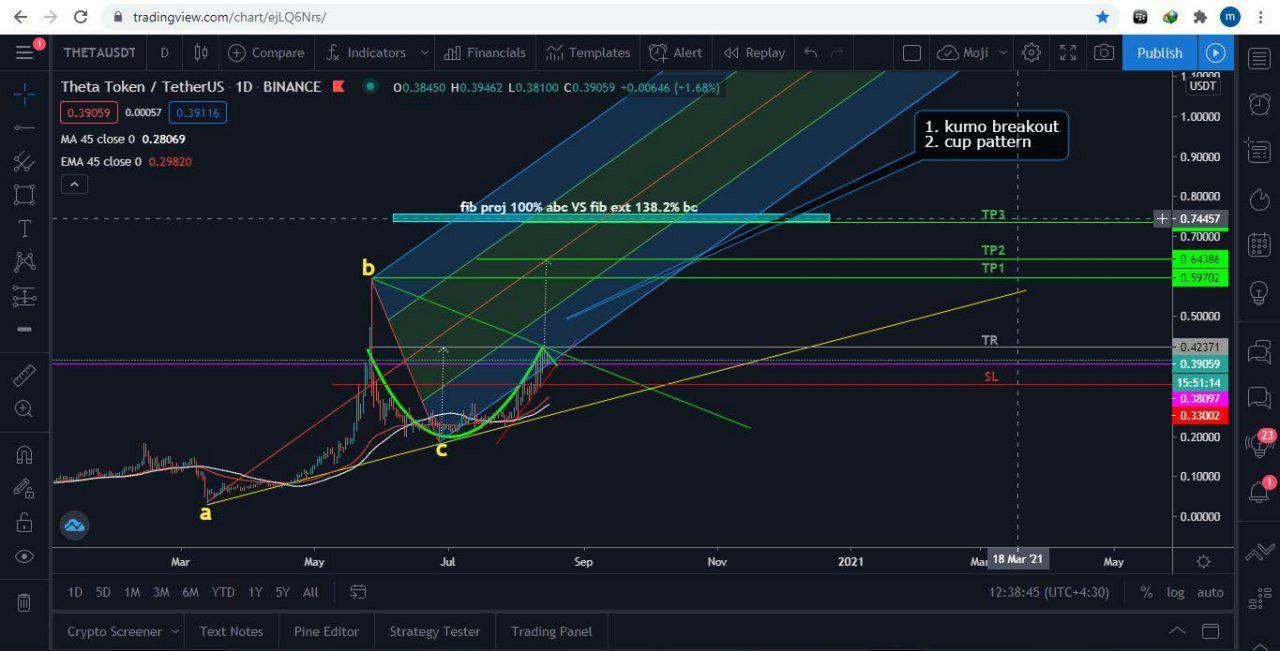 tradingview.com/chart/ejLQ6Nrs/
m
1
THETAUSDT
D
Compare
Indicators
Financials
Templates
Alert
Replay
Moji
Publish
Theta Token / TetherUS · 1D · BINANCE
O0.38450 H0.39462 L0.38100 C0.39059 +0.00646 (+1.68%)
0.39059 0.00057 0.39116
MA 45 close 0 0.28069
EMA 45 close 0 0.29820
1. kumo breakout
2. cup pattern
fib proj 100% abc VS fib ext 138.2% bc
TP3
TP2
TP1
TR
SL
b
c
a
1.10000
USDT
1.00000
0.90000
0.80000
0.74457
0.70000
0.64386
0.59702
0.50000
0.42371
0.39059
15:51:14
0.38097
0.33002
0.20000
0.10000
0.00000
23
1
Mar May Jul Sep Nov 2021 Mar 18 Mar '21 May
1D 5D 1M 3M 6M YTD 1Y 5Y All
12:38:45 (UTC+4:30) % log auto
Crypto Screener Text Notes Pine Editor Strategy Tester Trading Panel